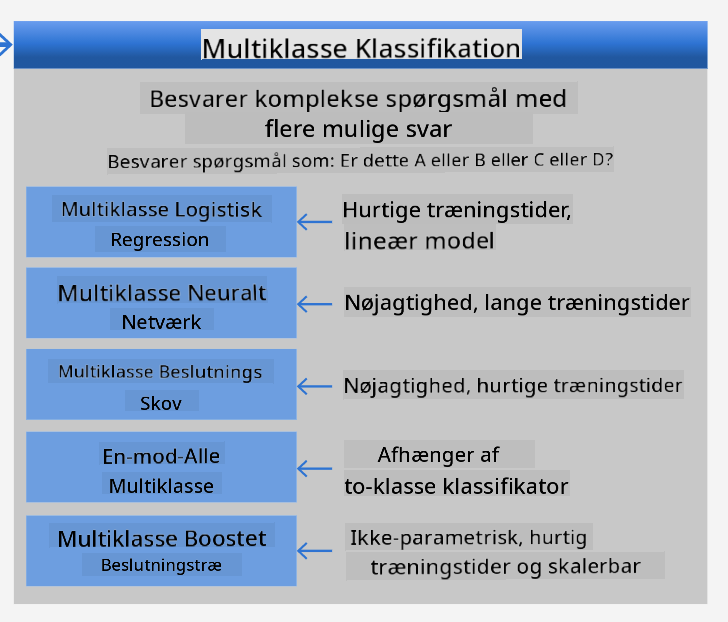 Multiklasse Klassifikation
Besvarer komplekse spørgsmål med
flere mulige svar
Besvarer spørgsmål som: Er dette A eller B eller C eller D?
Multiklasse Logistisk
Regression
Hurtige træningstider,
lineær model
Multiklasse Neuralt
Netværk
Nøjagtighed, lange træningstider
Multiklasse Beslutnings
Skov
Nøjagtighed, hurtige træningstider
En-mod-Alle
Multiklasse
Afhænger af
to-klasse klassifikator
Multiklasse Boostet
Beslutningstræ
Ikke-parametrisk, hurtig
træningstider og skalerbar